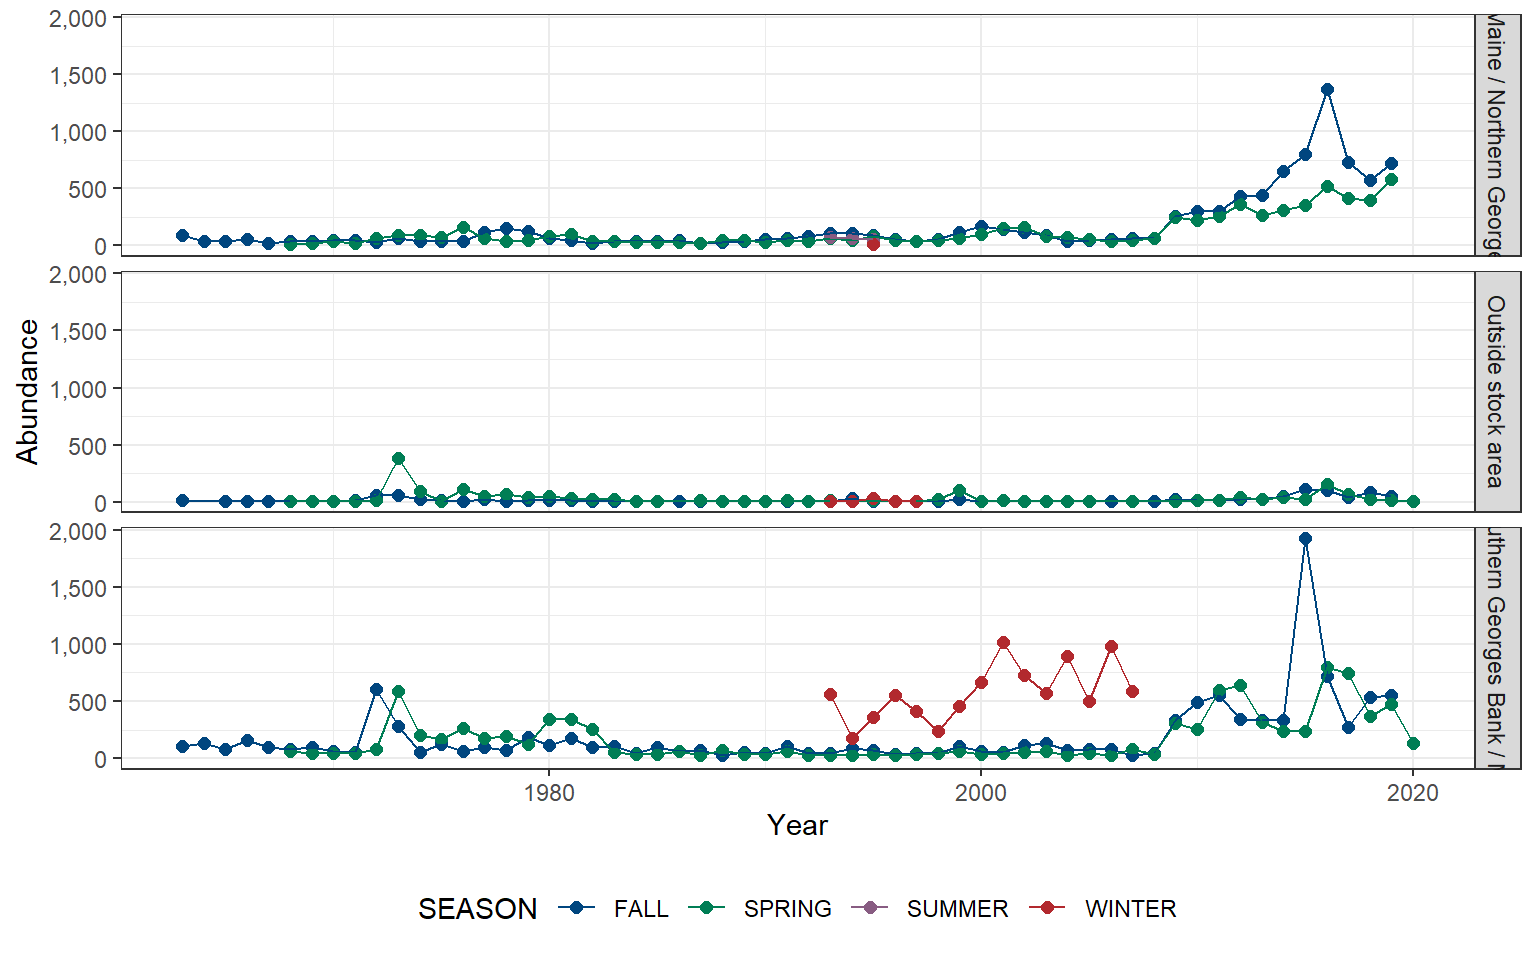 2,000
1,500
1,000
500
0
Maine / Northern George
2,000
1,500
1,000
500
0
Outside stock area
2,000
1,500
1,000
500
0
uthern Georges Bank /
Abundance
1980 2000 2020
Year
SEASON FALL SPRING SUMMER WINTER